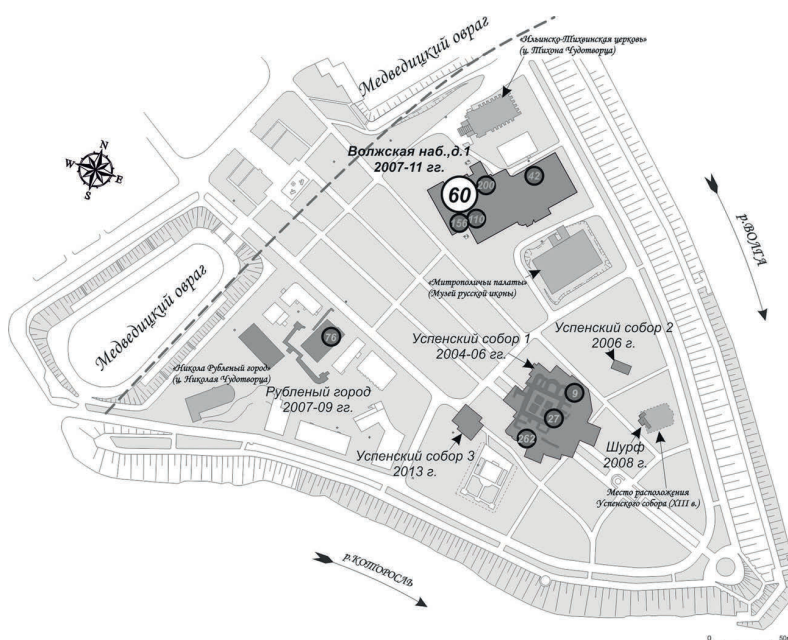 Медведицкий овраг
«Ильинско-Тихвинская церковь»
(ц. Тихона Чудотворца)
N
W
E
S
Волжская наб.,д.1
2007-11 гг.
60
200
42
158
110
р.ВОЛГА
«Митрополичьи палаты»
(Музей русской иконы)
Медведицкий овраг
76
Успенский собор 1
2004-06 гг.
Успенский собор 2
2006 г.
«Никола Рубленый город»
(ц. Николая Чудотворца)
Рубленый город
2007-09 гг.
9
27
262
Успенский собор 3
2013 г.
Шурф
2008 г.
Место расположения
Успенского собора (XIII в.)
р.КОТОРОСЛЬ
0